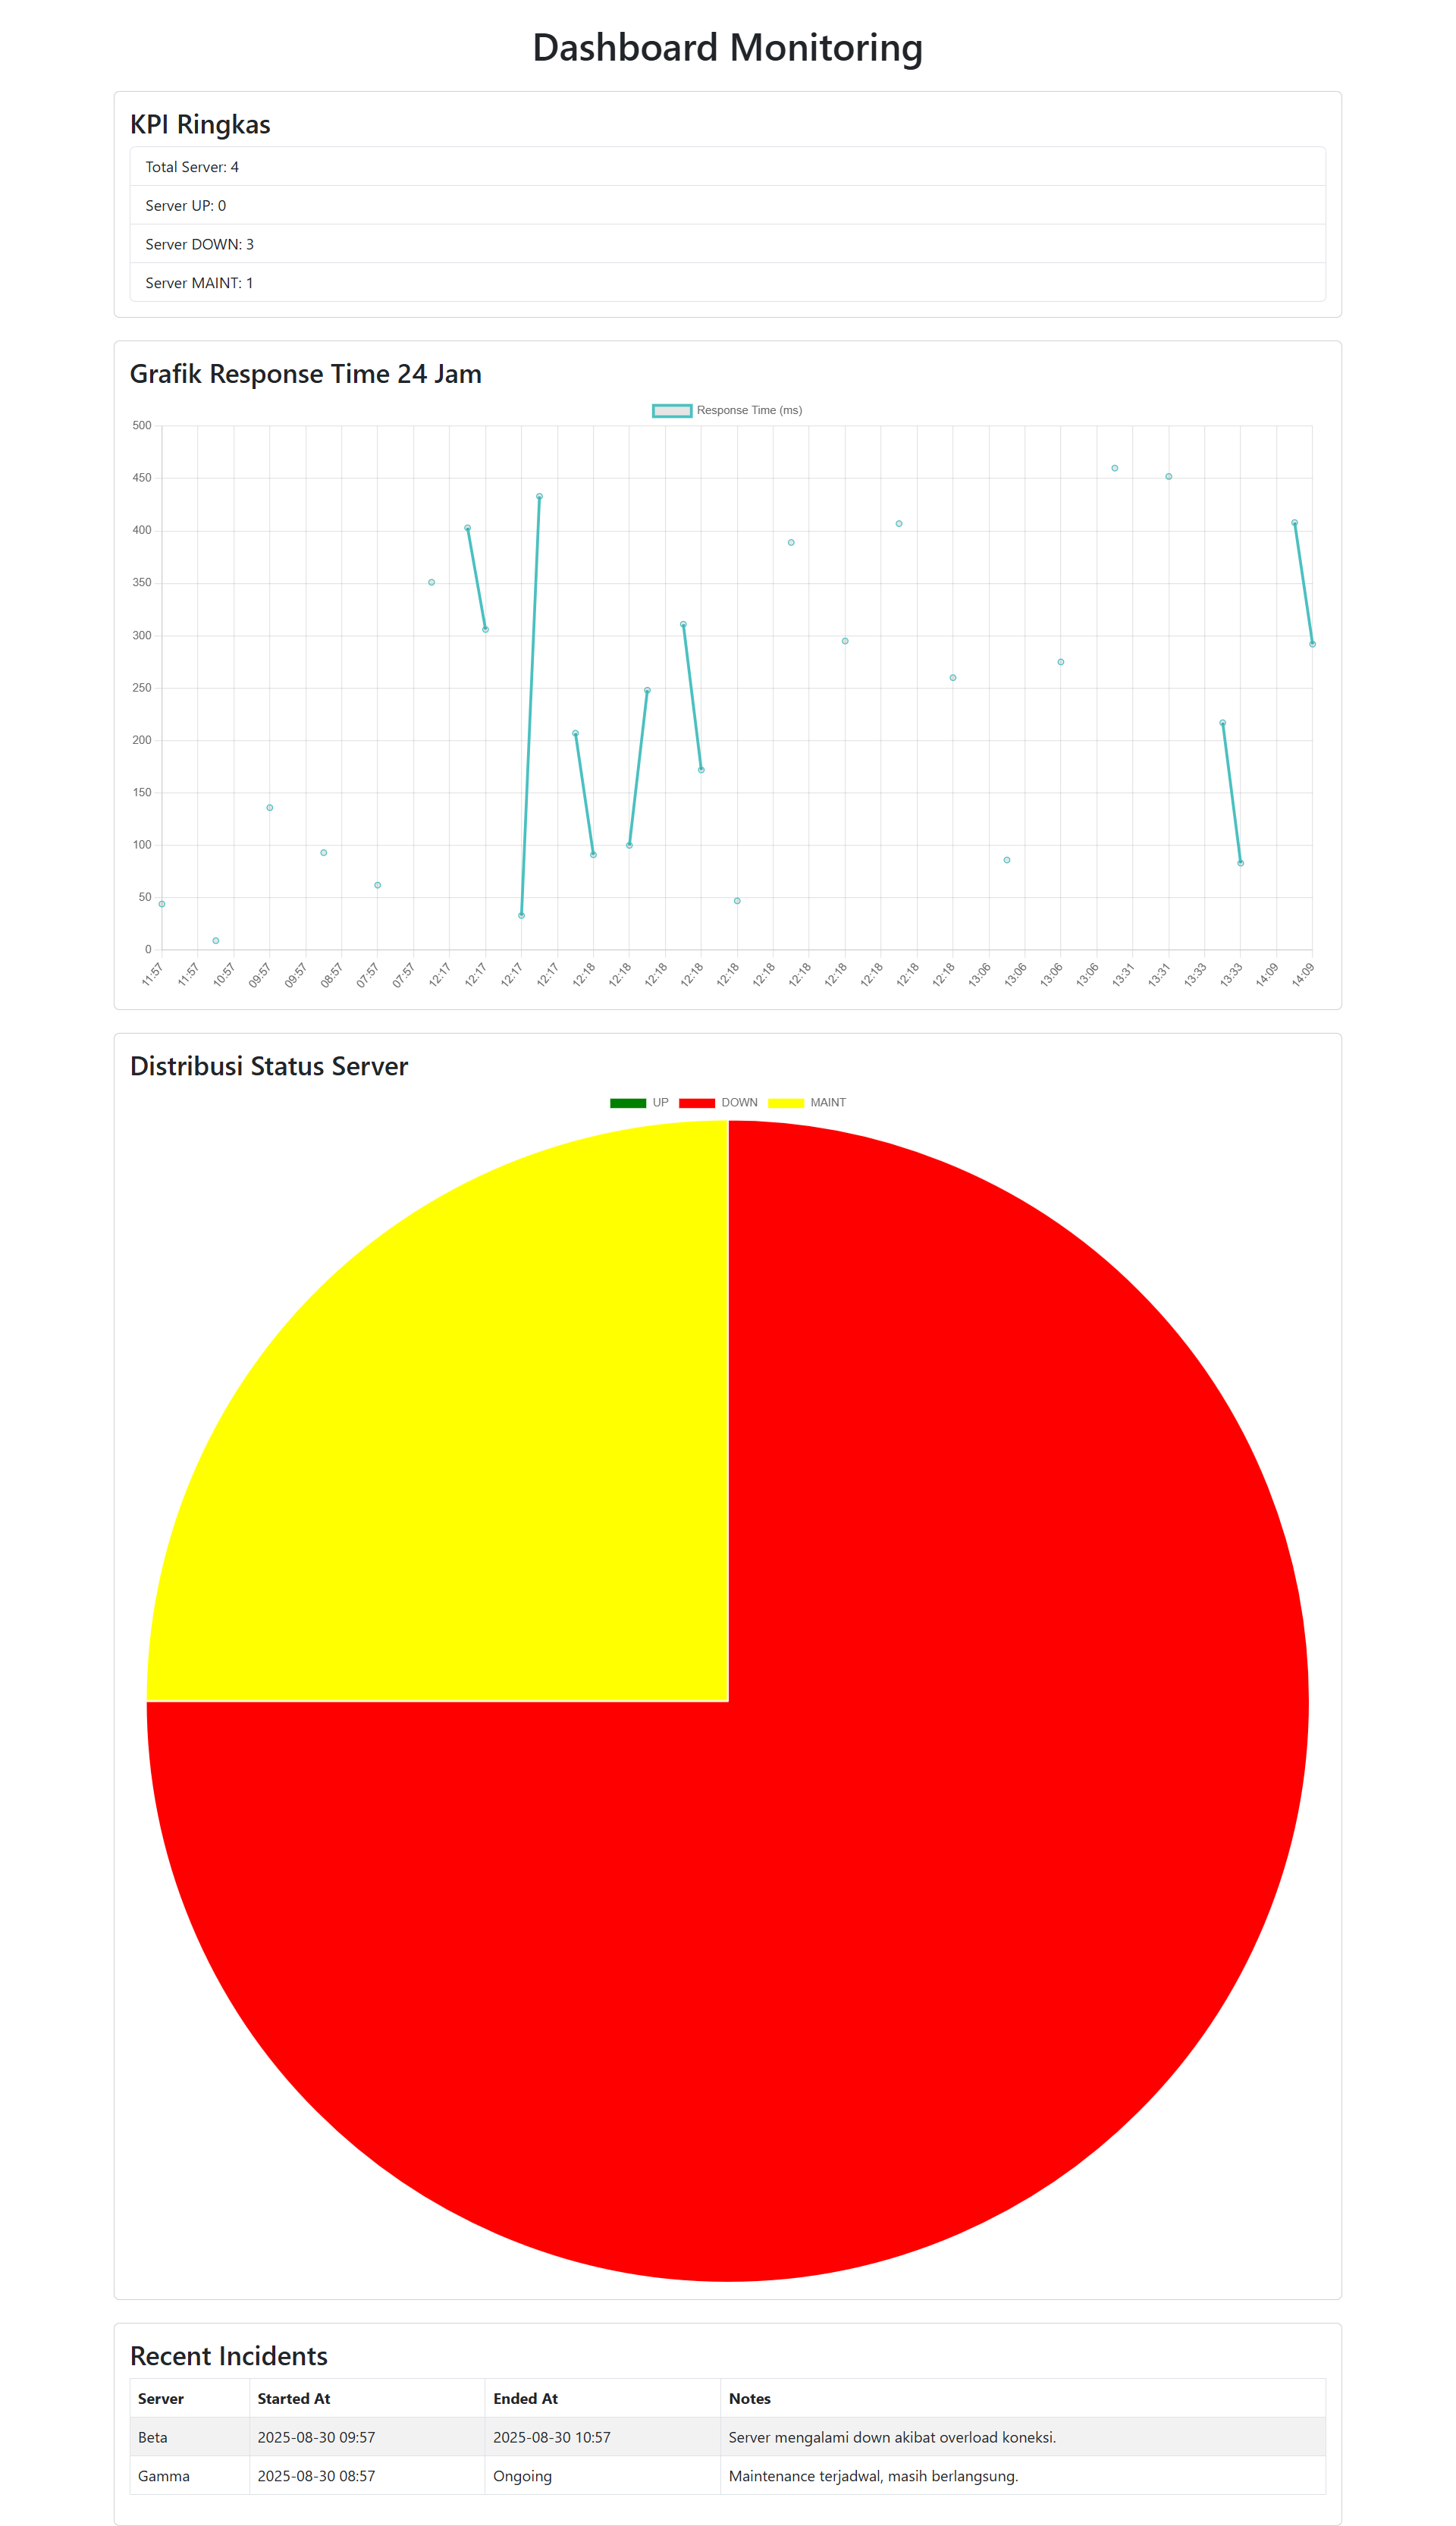 Dashboard Monitoring
KPI Ringkas
Total Server: 4
Server UP: 0
Server DOWN: 3
Server MAINT: 1
Grafik Response Time 24 Jam
Response Time (ms)
500
450
400
350
300
250
200
150
100
50
0
11:57 11:57 10:57 09:57 09:57 08:57 07:57 07:57 12:17 12:17 12:17 12:17 12:18 12:18 12:18 12:18 12:18 12:18 12:18 12:18 12:18 12:18 12:18 13:06 13:06 13:06 13:06 13:31 13:31 13:33 13:33 14:09 14:09
Distribusi Status Server
UP DOWN MAINT
Recent Incidents
Server Started At Ended At Notes
Beta 2025-08-30 09:57 2025-08-30 10:57 Server mengalami down akibat overload koneksi.
Gamma 2025-08-30 08:57 Ongoing Maintenance terjadwal, masih berlangsung.